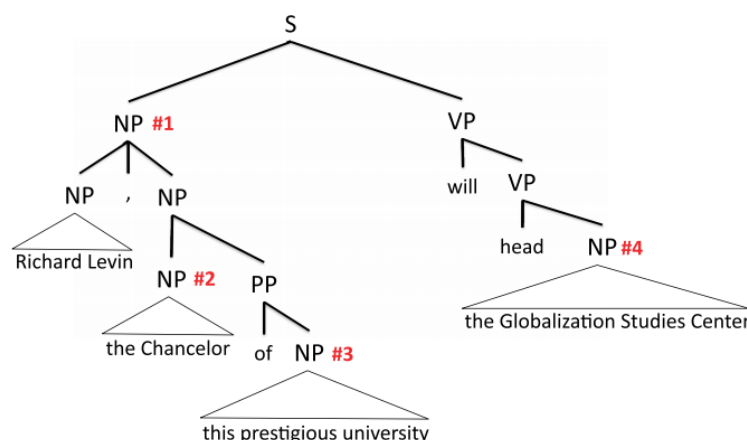 S
NP #1 VP
NP , NP will VP
Richard Levin NP #2 PP head NP #4
the Chancelor of NP #3 the Globalization Studies Center
this prestigious university